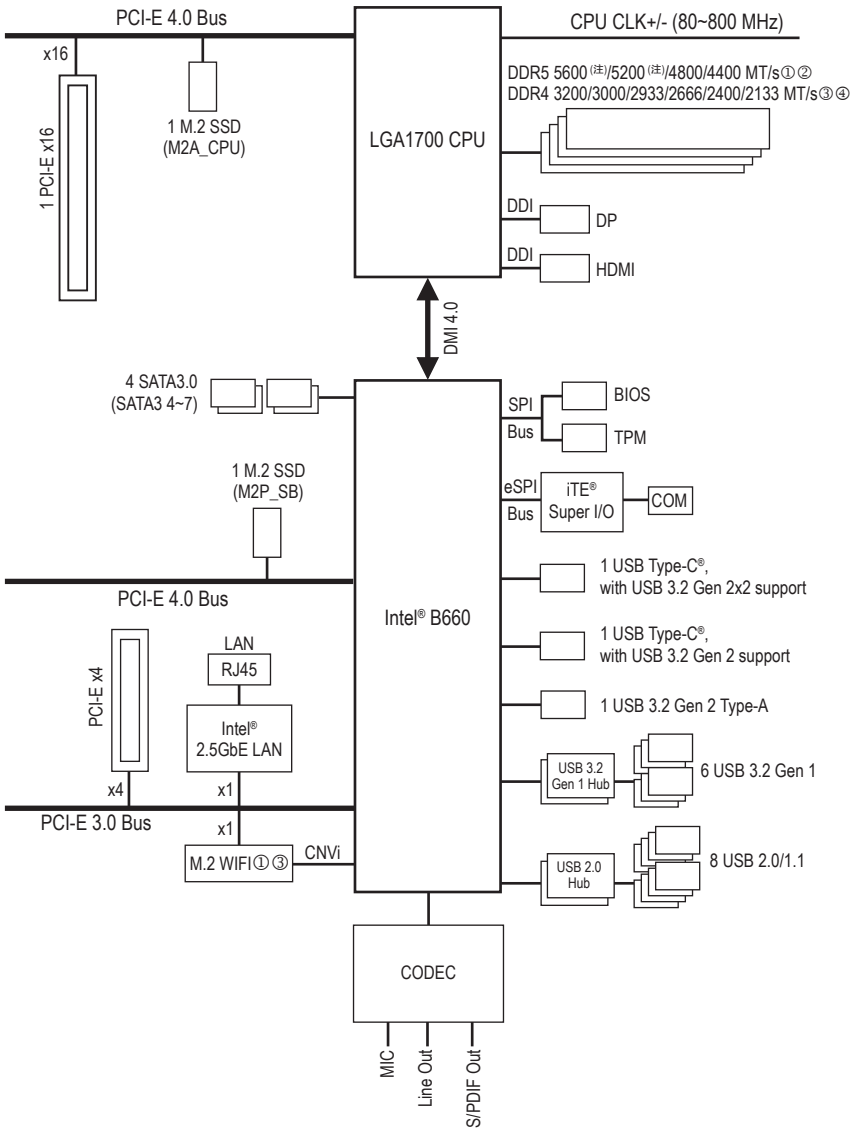 PCI-E 4.0 Bus
CPU CLK+/- (80~800 MHz)
x16
1 PCI-E x16
1 M.2 SSD
(M2A_CPU)
LGA1700 CPU
DDR5 5600 (注)/5200 (注)/4800/4400 MT/s①②
DDR4 3200/3000/2933/2666/2400/2133 MT/s③④
DDI
DP
DDI
HDMI
DMI 4.0
4 SATA3.0
(SATA3 4~7)
SPI
Bus
BIOS
TPM
1 M.2 SSD
(M2P_SB)
eSPI
Bus
iTE®
Super I/O
COM
PCI-E 4.0 Bus
Intel® B660
1 USB Type-C®,
with USB 3.2 Gen 2x2 support
1 USB Type-C®,
with USB 3.2 Gen 2 support
1 USB 3.2 Gen 2 Type-A
LAN
RJ45
PCI-E x4
Intel®
2.5GbE LAN
x4
x1
PCI-E 3.0 Bus
x1
M.2 WIFI①③
CNVi
USB 3.2
Gen 1 Hub
6 USB 3.2 Gen 1
USB 2.0
Hub
8 USB 2.0/1.1
CODEC
MIC
Line Out
S/PDIF Out